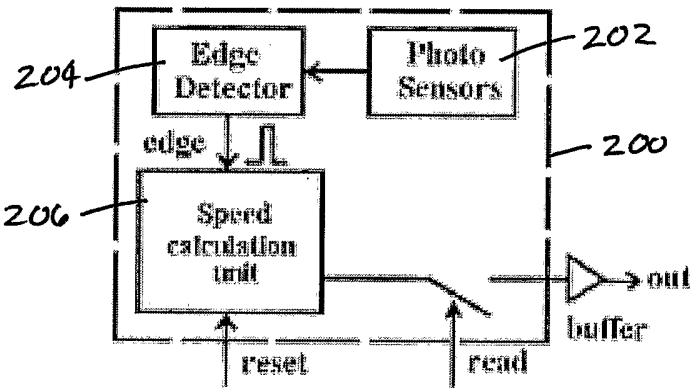 204
Edge
Detector
Photo
Sensors
202
200
edge
206
Speed
calculation
unit
out
buffer
reset
read